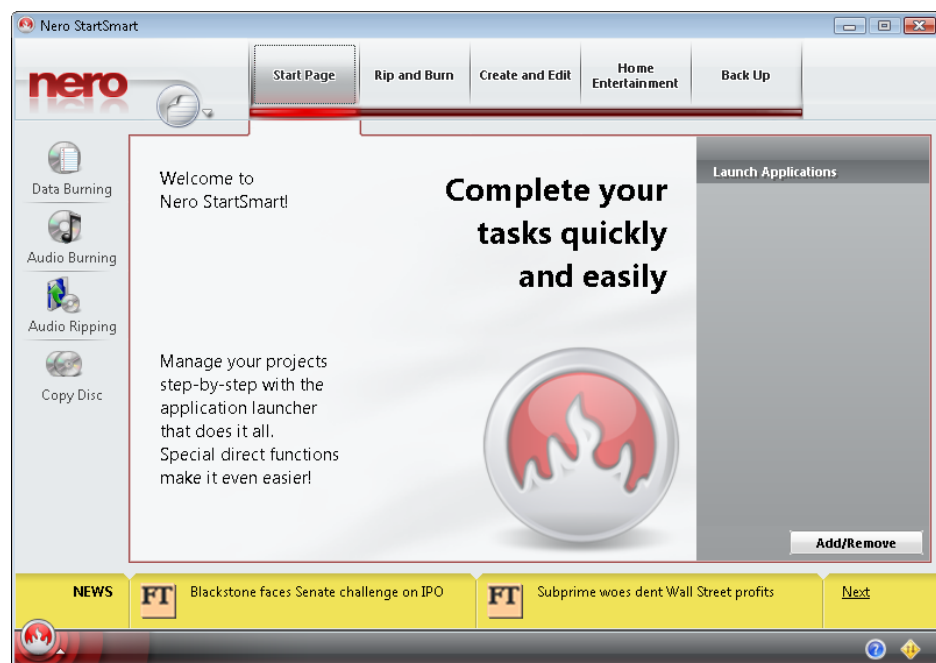 Nero StartSmart
nero
Start Page
Rip and Burn
Create and Edit
Home
Entertainment
Back Up
Data Burning
Audio Burning
Audio Ripping
Copy Disc
Welcome to
Nero StartSmart!
Complete your
tasks quickly
and easily
Manage your projects
step-by-step with the
application launcher
that does it all.
Special direct functions
make it even easier!
Launch Applications
Add/Remove
NEWS
FT
Blackstone faces Senate challenge on IPO
FT
Subprime woes dent Wall Street profits
Next
?